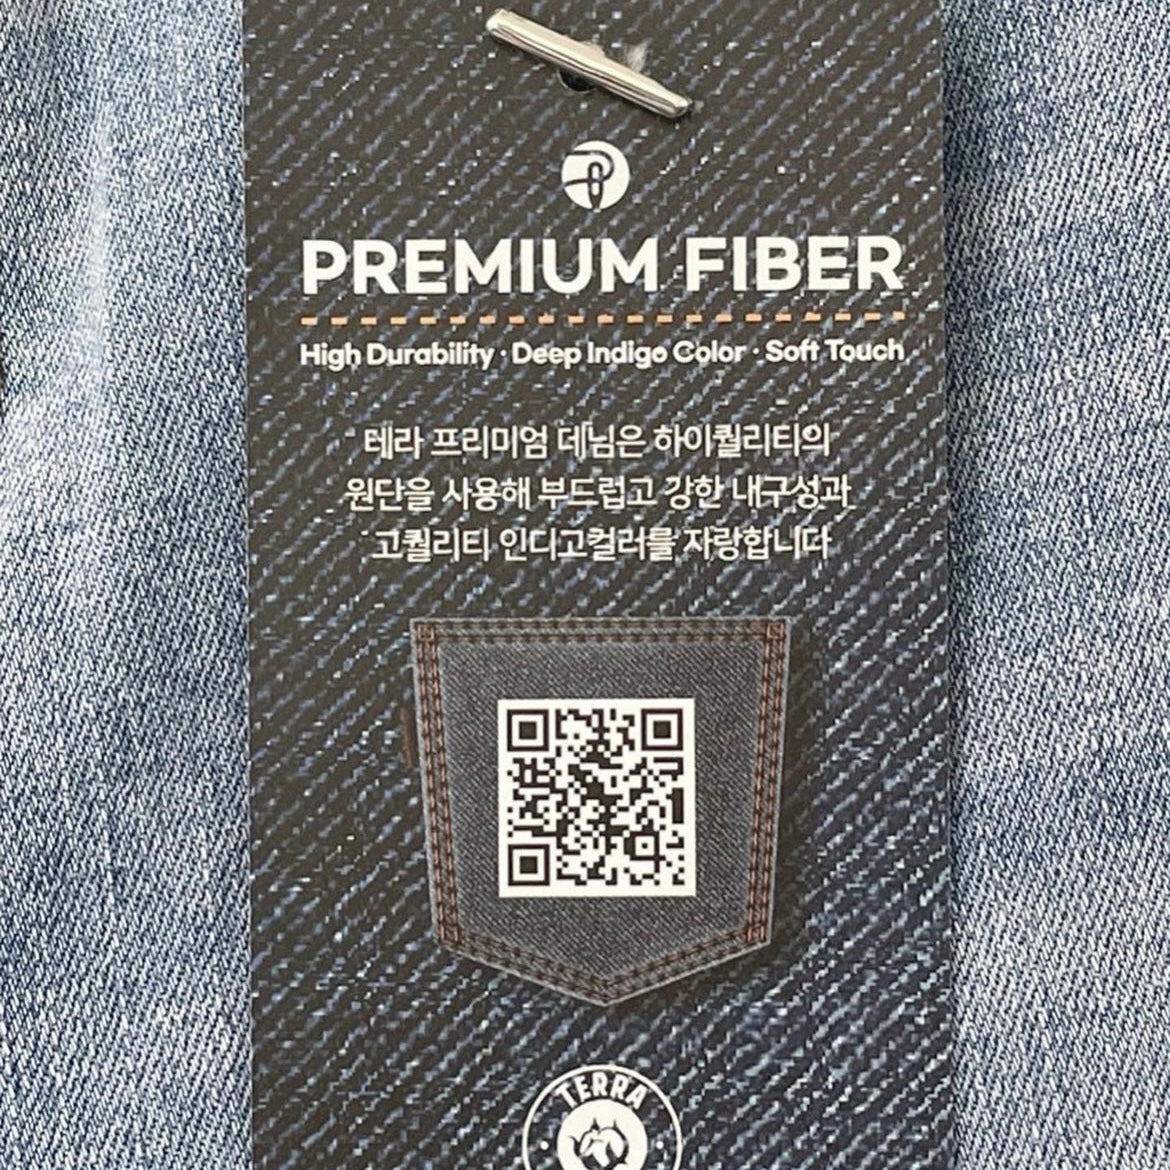 PREMIUM FIBER
High Durability · Deep Indigo Color · Soft Touch
테라 프리미엄 데님은 하이퀄리티의
원단을 사용해 부드럽고 강한 내구성과
고퀄리티 인디고컬러를 자랑합니다
TERRA